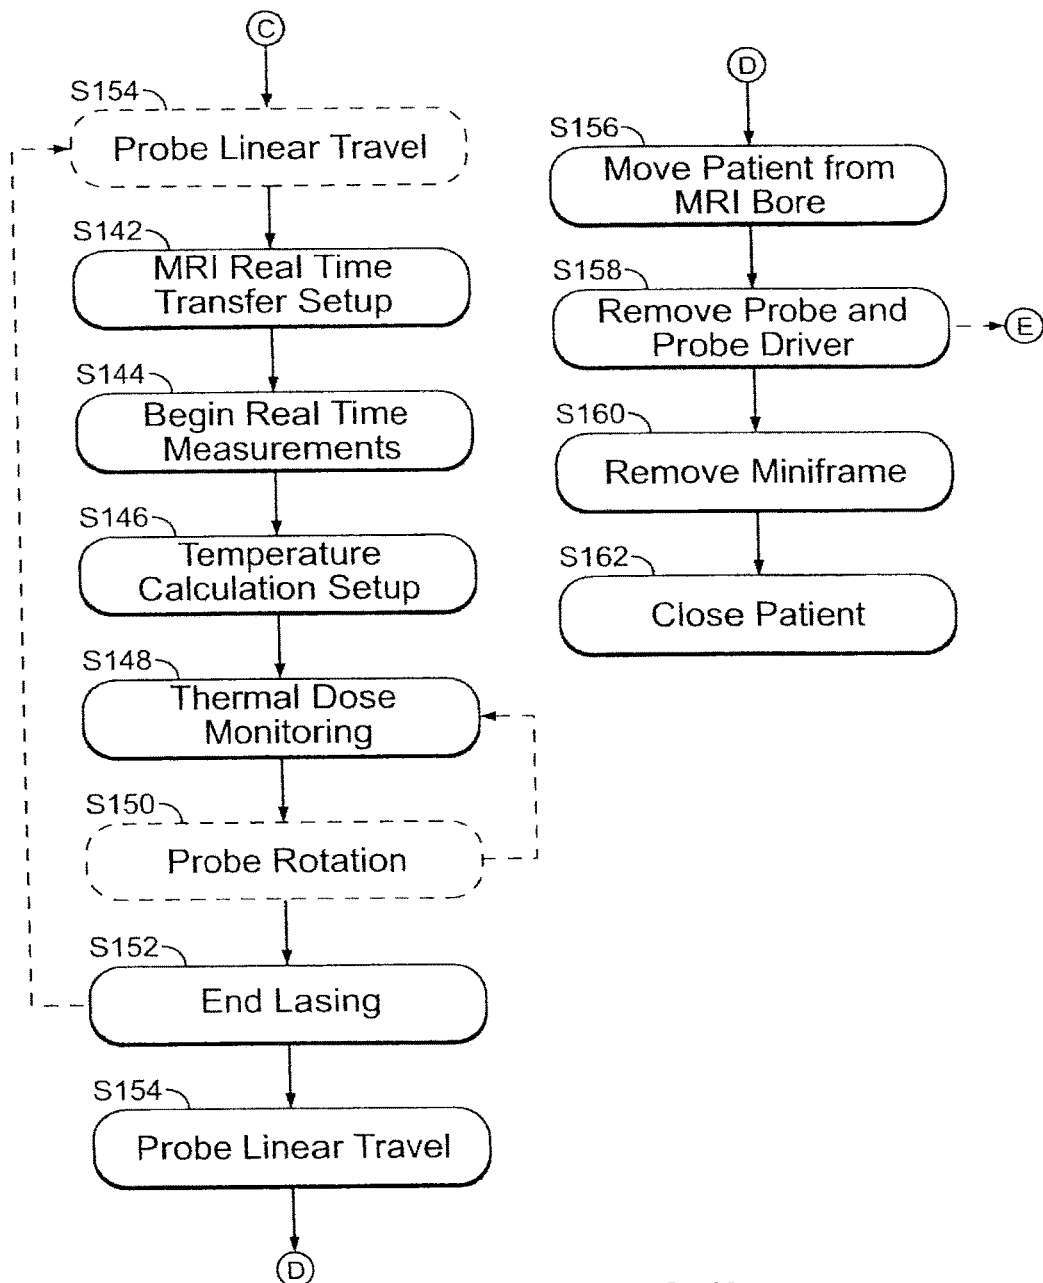 C
S154
Probe Linear Travel
S142
MRI Real Time
Transfer Setup
S144
Begin Real Time
Measurements
S146
Temperature
Calculation Setup
S148
Thermal Dose
Monitoring
S150
Probe Rotation
S152
End Lasing
S154
Probe Linear Travel
D
D
S156
Move Patient from
MRI Bore
S158
Remove Probe and
Probe Driver
E
S160
Remove Miniframe
S162
Close Patient